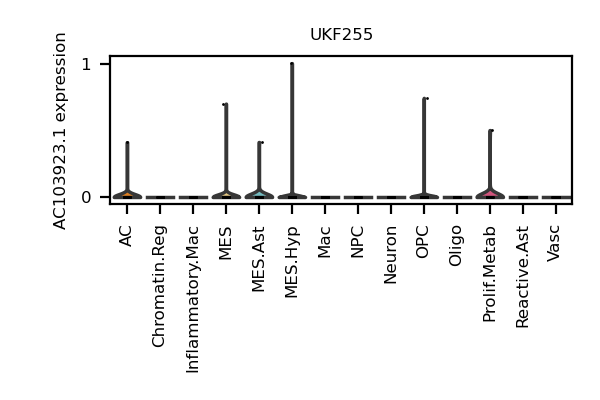 UKF255
AC103923.1 expression
1
0
AC
Chromatin.Reg
Inflammatory.Mac
MES
MES.Ast
MES.Hyp
Mac
NPC
Neuron
OPC
Oligo
Prolif.Metab
Reactive.Ast
Vasc